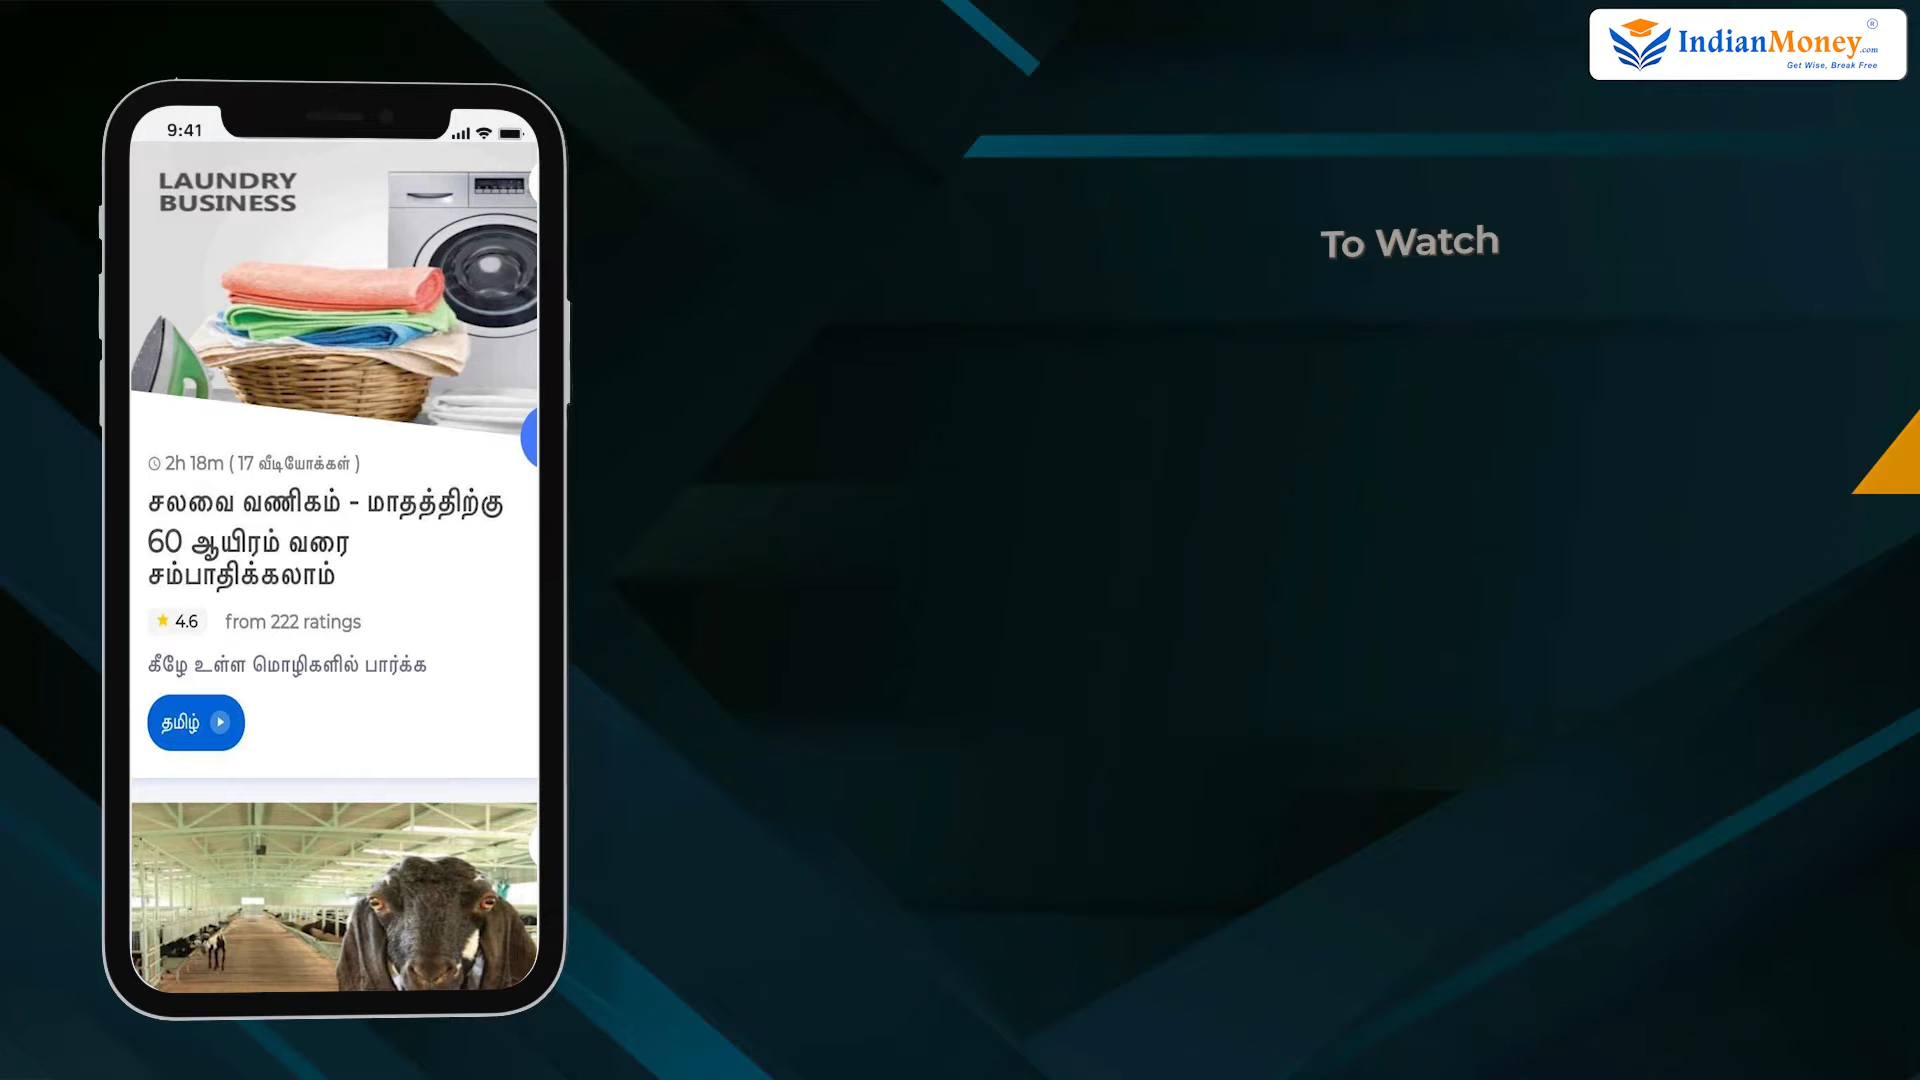 IndianMoney.com
®
Get Wise, Break Free
9:41
LAUNDRY
BUSINESS
To Watch
2h 18m ( 17 வீடியோக்கள் )
சலவை வணிகம் - மாதத்திற்கு
60 ஆயிரம் வரை
சம்பாதிக்கலாம்
4.6 from 222 ratings
கீழே உள்ள மொழிகளில் பார்க்க
தமிழ்